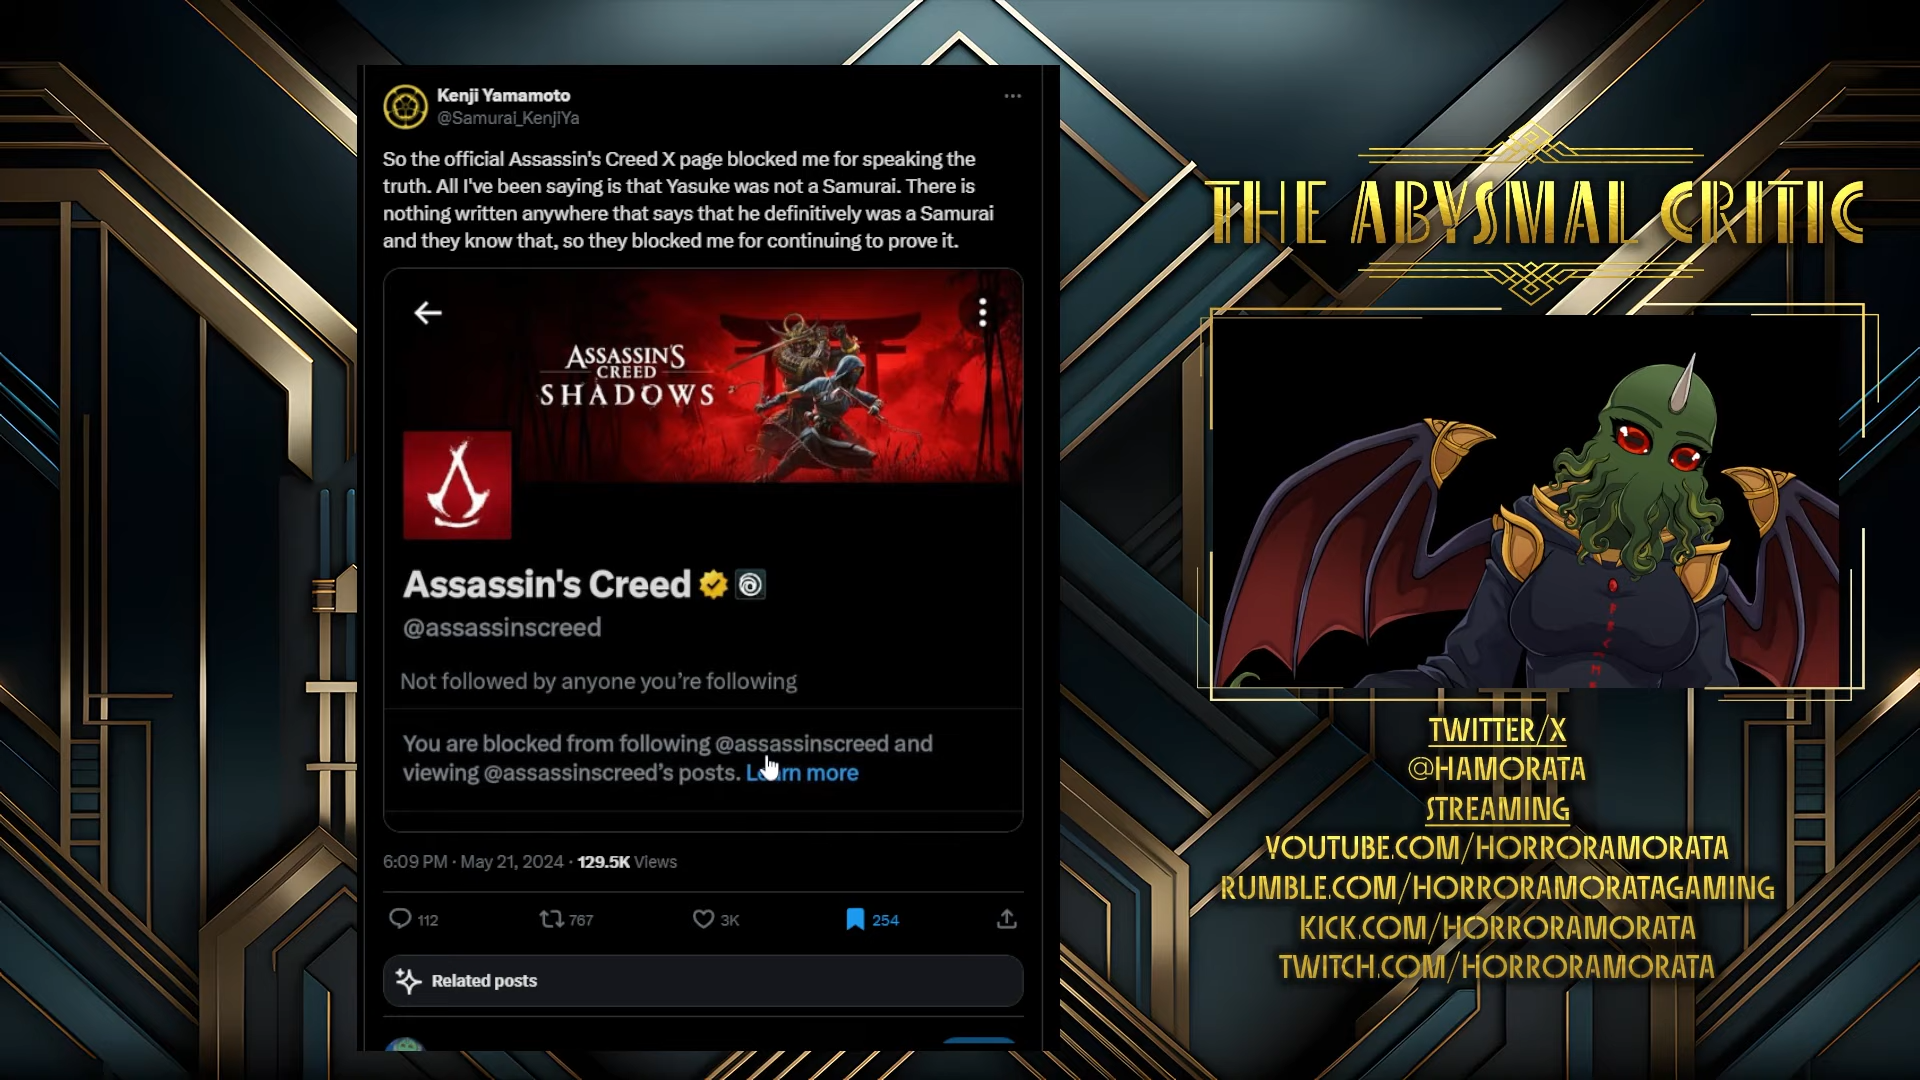 Kenji Yamamoto
@Samurai_KenjiYa
So the official Assassin's Creed X page blocked me for speaking the
truth. All I've been saying is that Yasuke was not a Samurai. There is
nothing written anywhere that says that he definitively was a Samurai
and they know that, so they blocked me for continuing to prove it.
ASSASSIN'S
CREED
SHADOWS
Assassin's Creed
@assassinscreed
Not followed by anyone you're following
You are blocked from following @assassinscreed and
viewing @assassinscreed's posts. Learn more
6:09 PM · May 21, 2024 · 129.5K Views
112 767 3K 254
Related posts
THE ABYSMAL CRITIC
TWITTER/X
@HAMORATA
STREAMING
YOUTUBE.COM/HORRORAMORATA
RUMBLE.COM/HORRORAMORATAGAMING
KICK.COM/HORRORAMORATA
TWITCH.COM/HORRORAMORATA